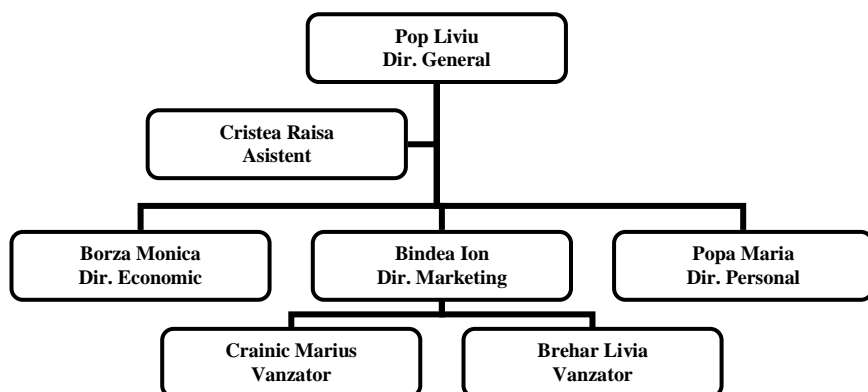 Pop Liviu
Dir. General
Cristea Raisa
Asistent
Borza Monica
Dir. Economic
Bindea Ion
Dir. Marketing
Popa Maria
Dir. Personal
Crainic Marius
Vanzator
Brehar Livia
Vanzator